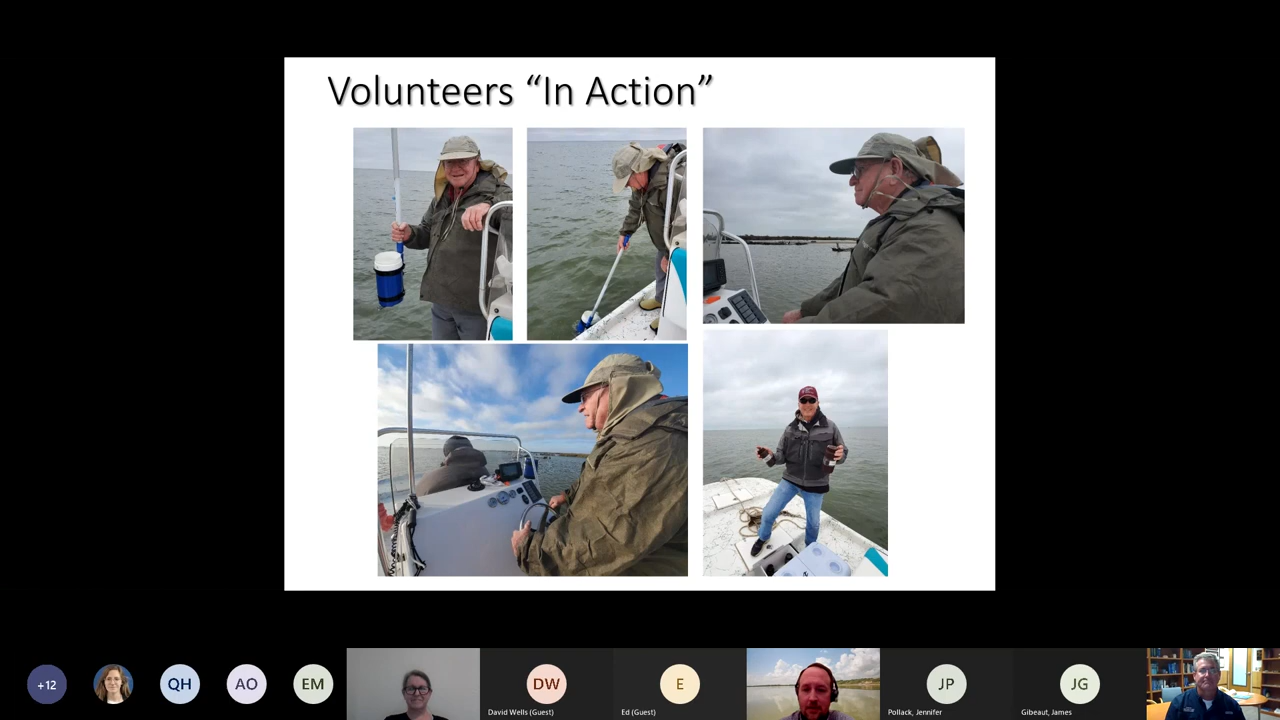 Volunteers “In Action”
+12
QH
AO
EM
DW
David Wells (Guest)
E
Ed (Guest)
JP
Pollack, Jennifer
JG
Gibeaut, James